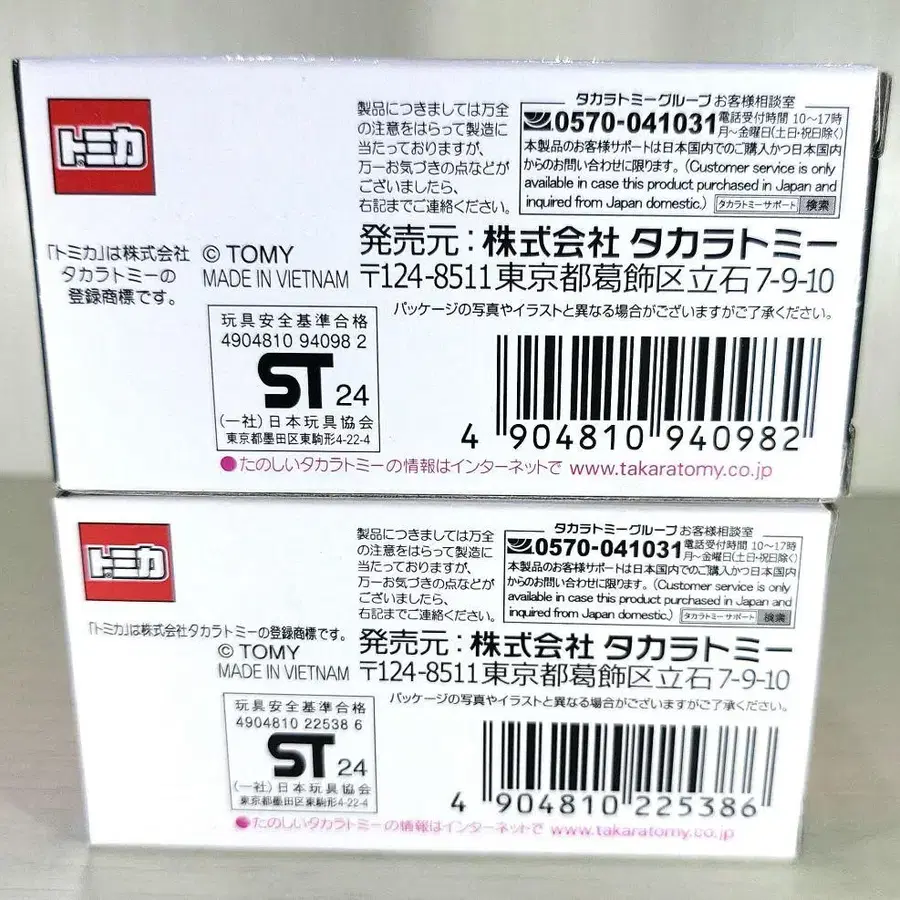 トミカ
製品につきましては万全
の注意をはらって製造に
当たっておりますが、
万一お気づきの点などが
ございましたら、
右記までご連絡ください。
タカラトミーグループ お客様相談室
0570-041031 電話受付時間 10〜17時
月〜金曜日(土日・祝日除く)
本製品のお客様サポートは日本国内でのご購入かつ日本国内
からのお問い合わせに限ります。(Customer service is only
available in case this product purchased in Japan and
inquired from Japan domestic.) タカラトミーサポート 検索
「トミカ」は株式会社
タカラトミーの
登録商標です。
© TOMY
MADE IN VIETNAM
発売元:株式会社 タカラトミー
〒124-8511 東京都葛飾区立石7-9-10
パッケージの写真やイラストと異なる場合がございますがご了承ください。
玩具安全基準合格
4904810 94098 2
ST 24
(一社)日本玩具協会
東京都墨田区東駒形4-22-4
4 904810 940982
●たのしいタカラトミーの情報はインターネットで www.takaratomy.co.jp
トミカ
製品につきましては万全
の注意をはらって製造に
当たっておりますが、
万一お気づきの点などが
ございましたら、
右記までご連絡ください。
タカラトミーグループ お客様相談室
0570-041031 電話受付時間 10〜17時
月〜金曜日(土日・祝日除く)
本製品のお客様サポートは日本国内でのご購入かつ日本国内
からのお問い合わせに限ります。(Customer service is only
available in case this product purchased in Japan and
inquired from Japan domestic.) タカラトミーサポート 検索
「トミカ」は株式会社タカラトミーの登録商標です。
© TOMY
MADE IN VIETNAM
発売元:株式会社 タカラトミー
〒124-8511 東京都葛飾区立石7-9-10
パッケージの写真やイラストと異なる場合がございますがご了承ください。
玩具安全基準合格
4904810 22538 6
ST 24
(一社)日本玩具協会
東京都墨田区東駒形4-22-4
4 904810 225386
●たのしいタカラトミーの情報はインターネットで www.takaratomy.co.jp